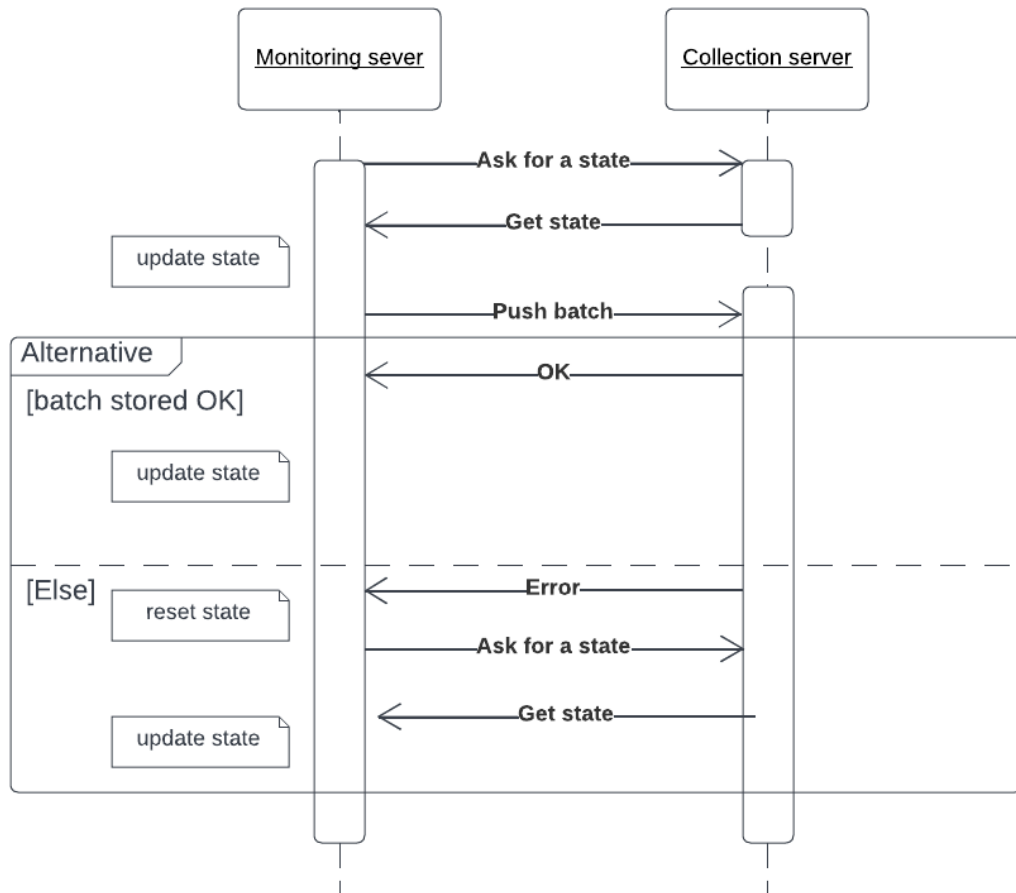 Monitoring sever
Collection server
Ask for a state
Get state
update state
Push batch
Alternative
OK
[batch stored OK]
update state
[Else]
Error
reset state
Ask for a state
Get state
update state